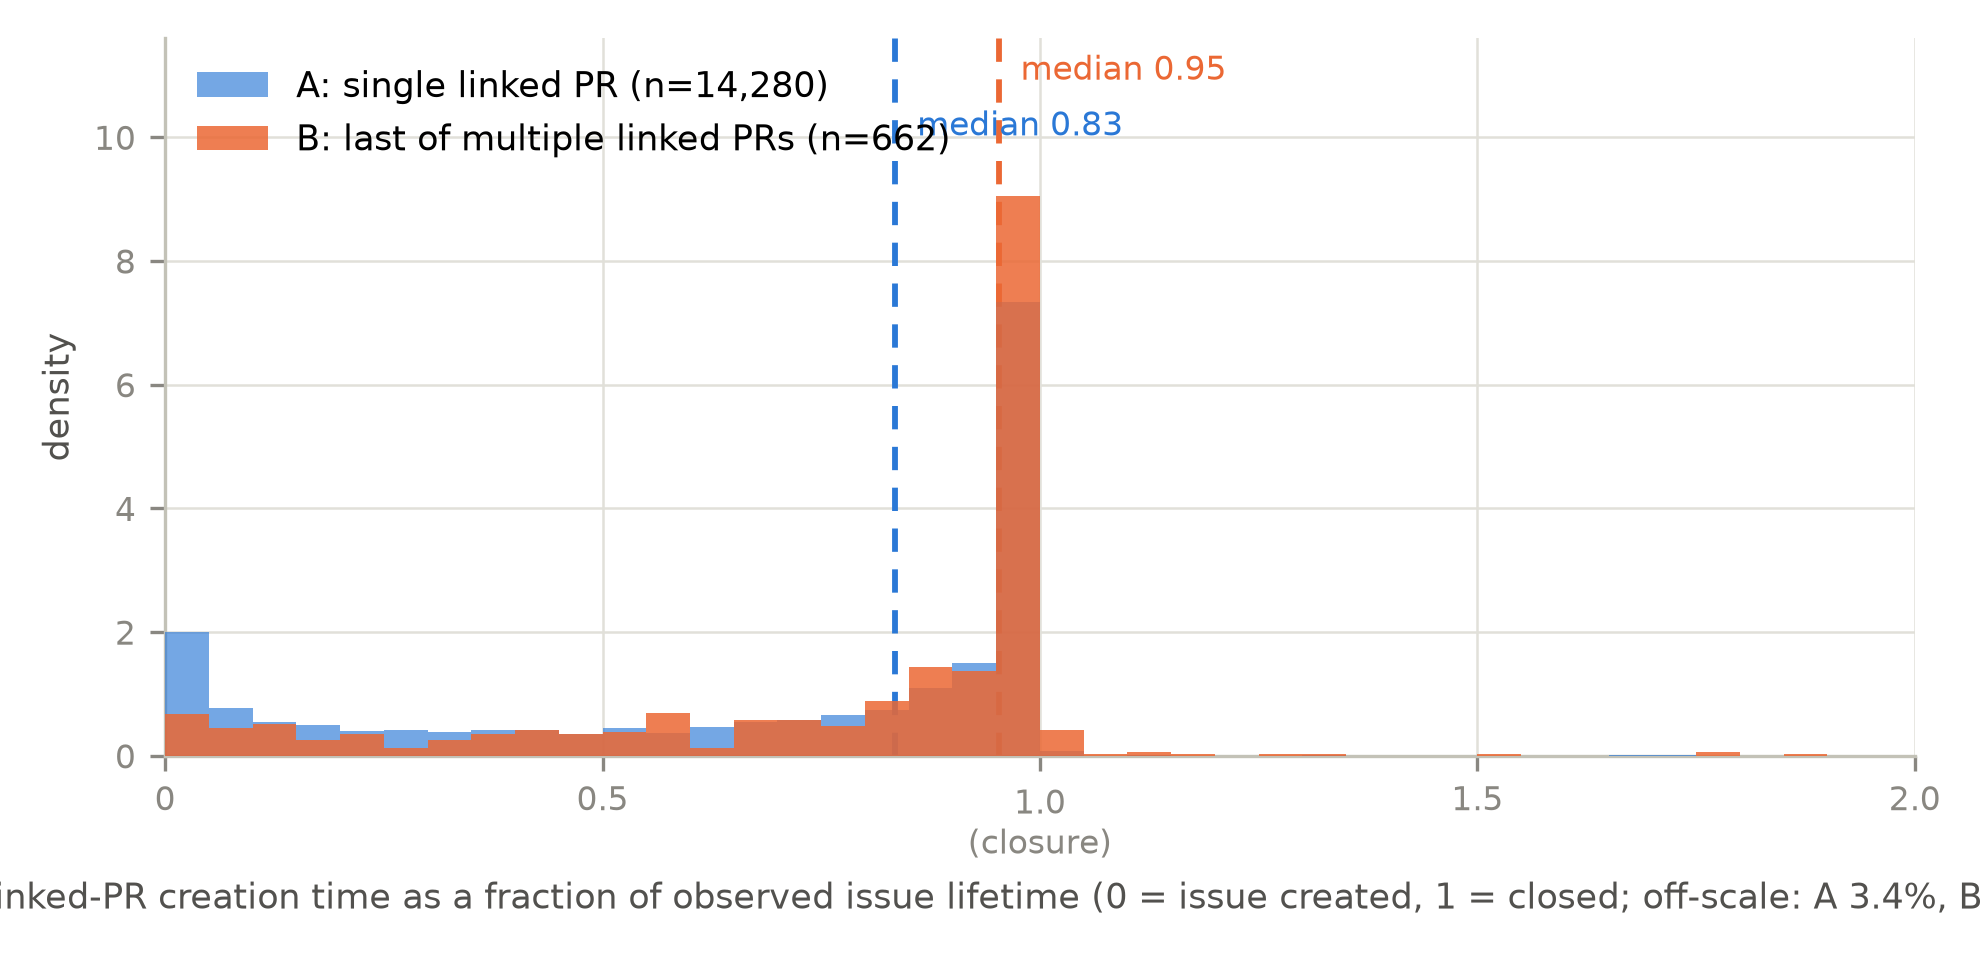 A: single linked PR (n=14,280)
B: last of multiple linked PRs (n=662)
median 0.95
median 0.83
density
10
8
6
4
2
0
0 0.5 1.0 1.5 2.0
(closure)
inked-PR creation time as a fraction of observed issue lifetime (0 = issue created, 1 = closed; off-scale: A 3.4%, B